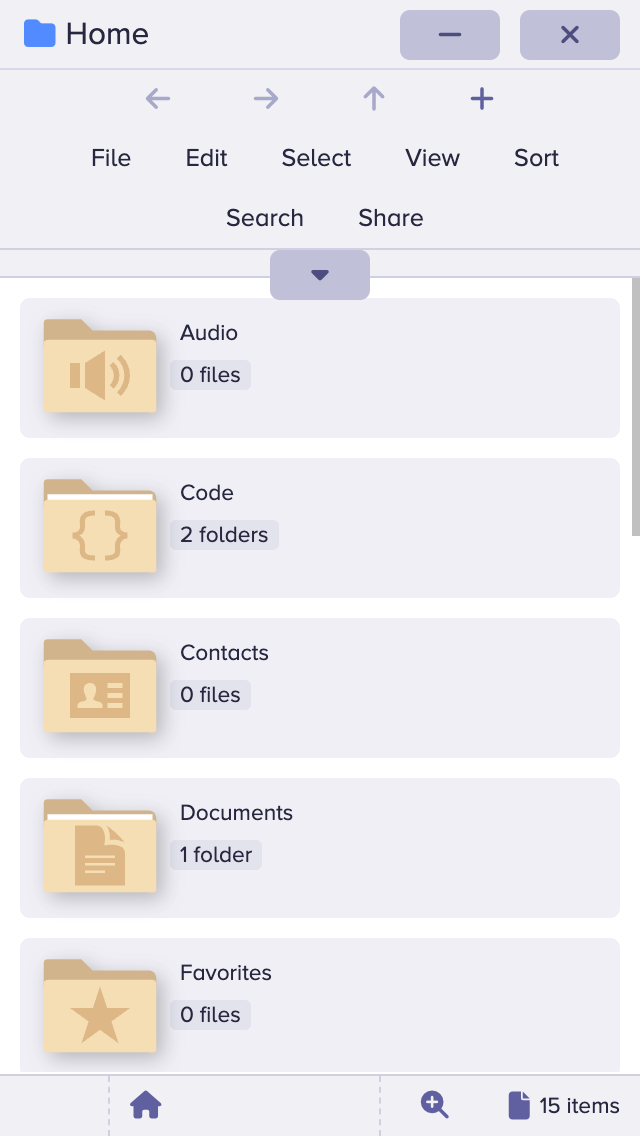 Home
File Edit Select View Sort
Search Share
Audio
0 files
Code
2 folders
Contacts
0 files
Documents
1 folder
Favorites
0 files
15 items